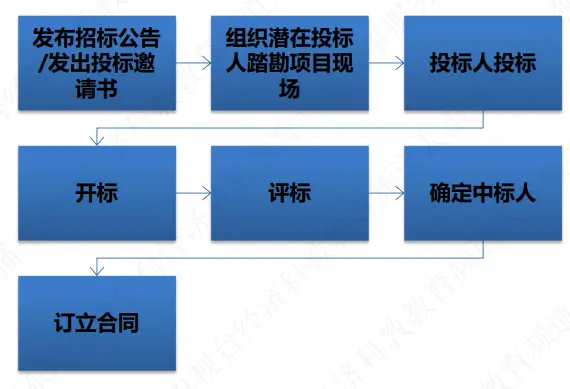 发布招标公告
/发出投标邀
请书
组织潜在投标
人踏勘项目现
场
投标人投标
开标
评标
确定中标人
订立合同